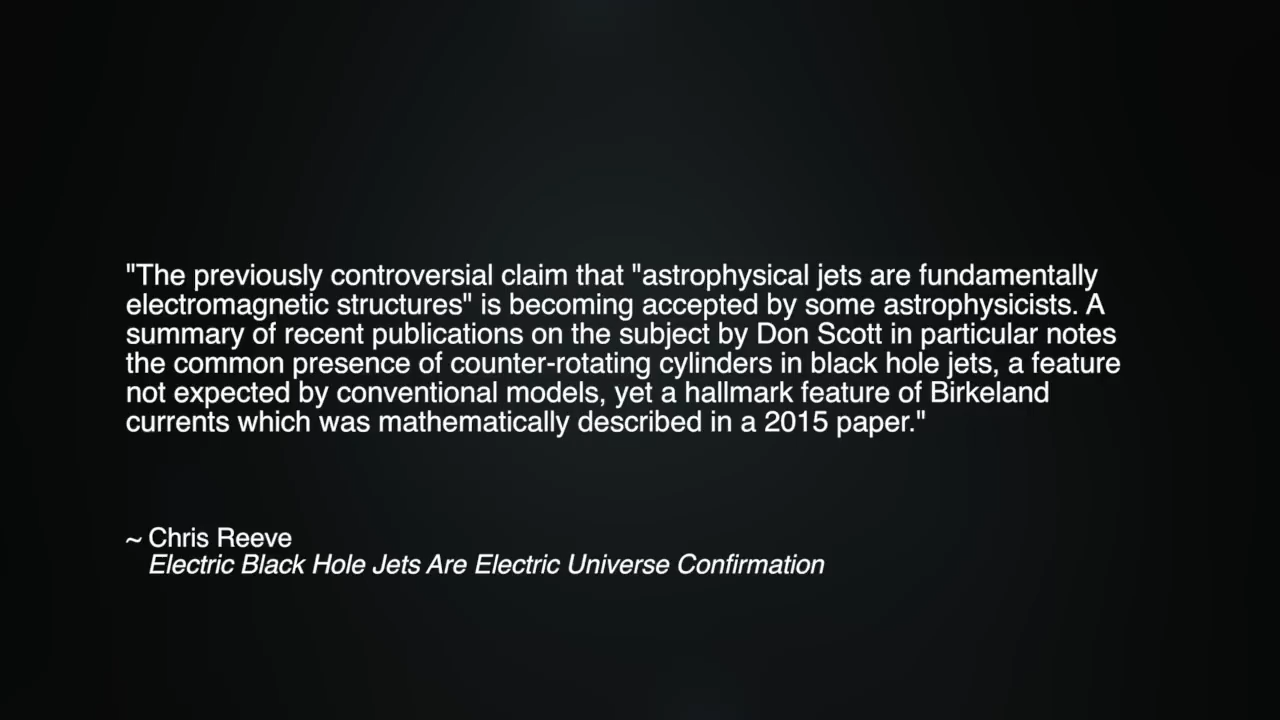 "The previously controversial claim that "astrophysical jets are fundamentally
electromagnetic structures" is becoming accepted by some astrophysicists. A
summary of recent publications on the subject by Don Scott in particular notes
the common presence of counter-rotating cylinders in black hole jets, a feature
not expected by conventional models, yet a hallmark feature of Birkeland
currents which was mathematically described in a 2015 paper."
~ Chris Reeve
Electric Black Hole Jets Are Electric Universe Confirmation